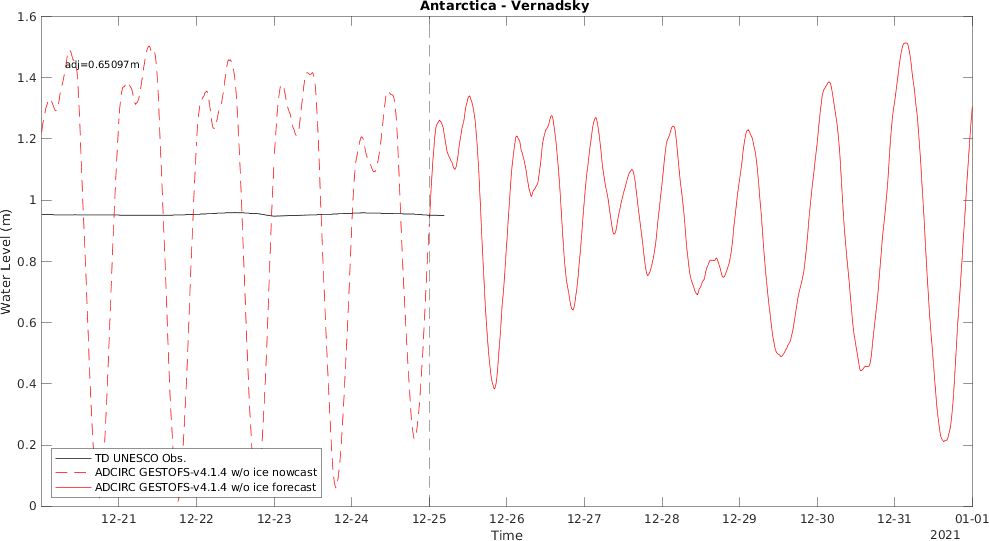 Antarctica - Vernadsky
1.6
1.4
1.2
1
0.8
0.6
0.4
0.2
0
Water Level (m)
adj=0.65097m
TD UNESCO Obs.
ADCIRC GESTOFS-v4.1.4 w/o ice nowcast
ADCIRC GESTOFS-v4.1.4 w/o ice forecast
12-21 12-22 12-23 12-24 12-25 12-26 12-27 12-28 12-29 12-30 12-31 01-01
Time
2021